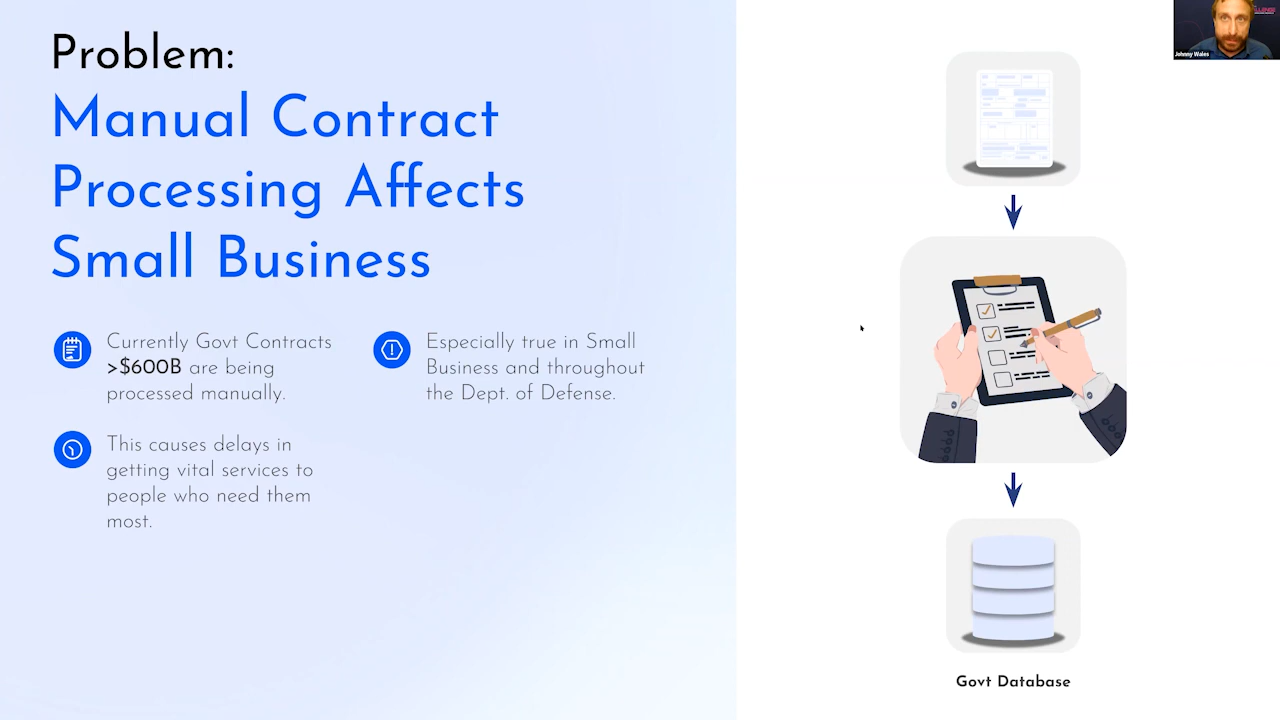 Problem:
Manual Contract
Processing Affects
Small Business
Currently Govt Contracts
>$600B are being
processed manually.
Especially true in Small
Business and throughout
the Dept. of Defense.
This causes delays in
getting vital services to
people who need them
most.
Govt Database
Johnny Wales